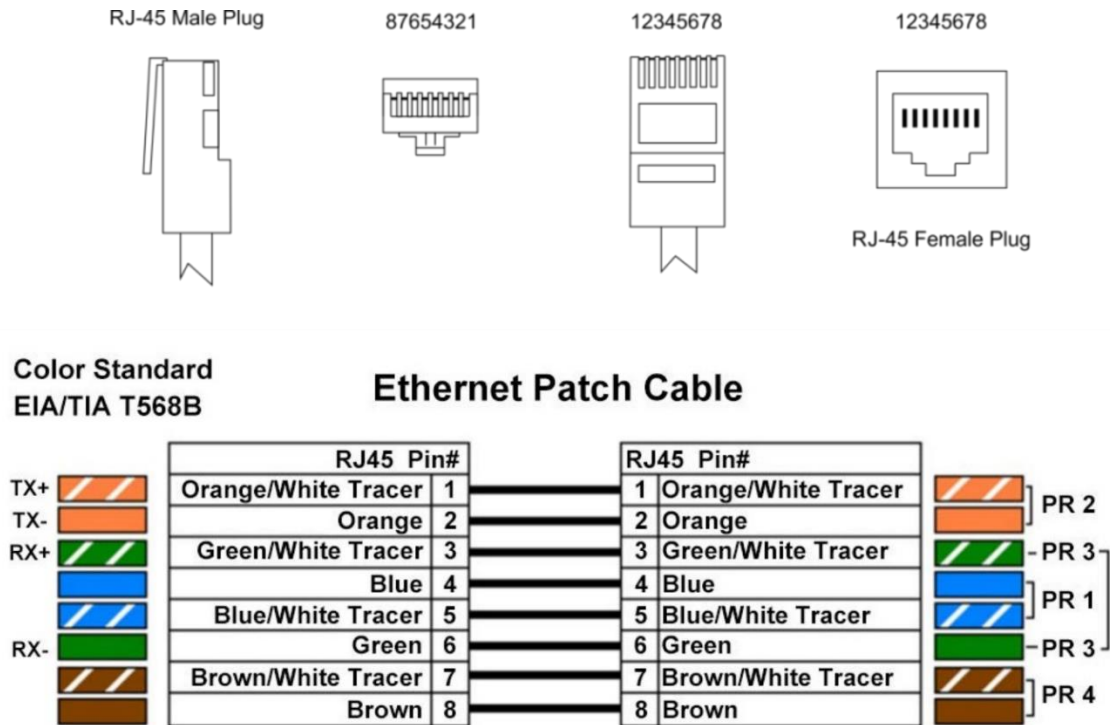 RJ-45 Male Plug
87654321
12345678
12345678
RJ-45 Female Plug
Color Standard
EIA/TIA T568B
Ethernet Patch Cable
RJ45 Pin# RJ45 Pin#
TX+ Orange/White Tracer 1 1 Orange/White Tracer
TX- Orange 2 2 Orange PR 2
RX+ Green/White Tracer 3 3 Green/White Tracer PR 3
Blue 4 4 Blue
Blue/White Tracer 5 5 Blue/White Tracer PR 1
RX- Green 6 6 Green PR 3
Brown/White Tracer 7 7 Brown/White Tracer
Brown 8 8 Brown PR 4